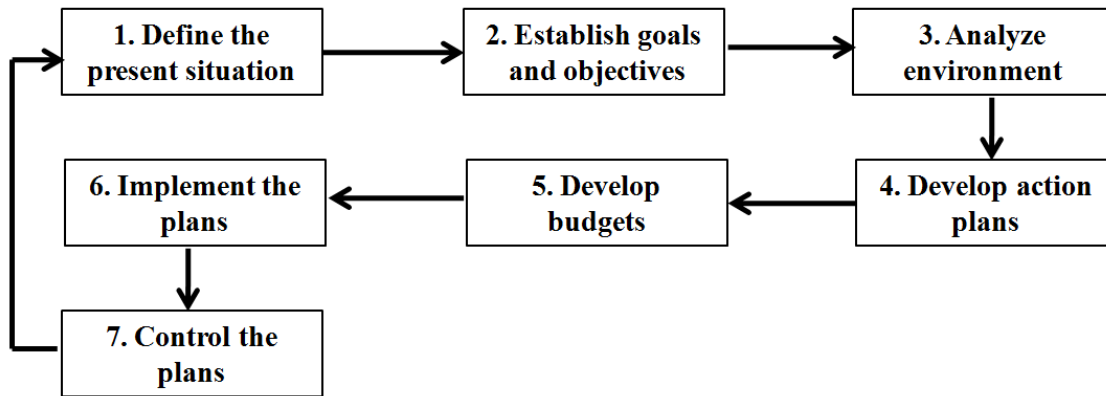 1. Define the
present situation
2. Establish goals
and objectives
3. Analyze
environment
4. Develop action
plans
5. Develop
budgets
6. Implement the
plans
7. Control the
plans